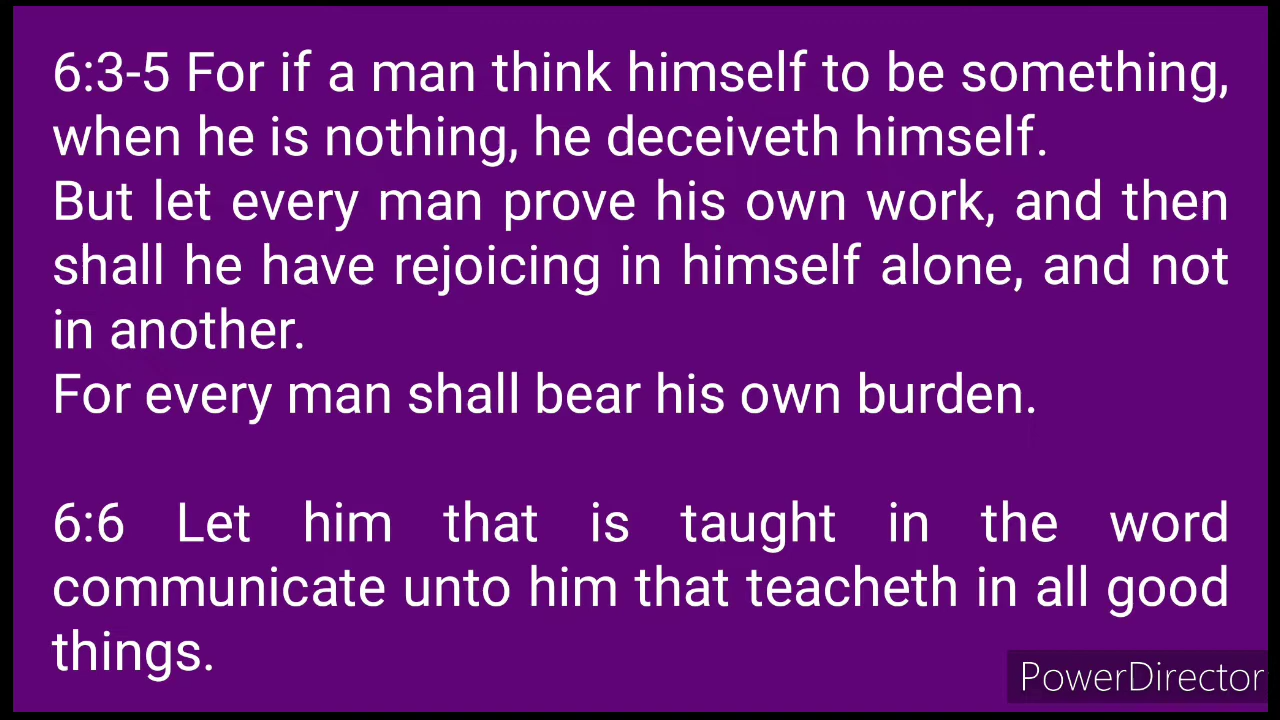 6:3-5 For if a man think himself to be something,
when he is nothing, he deceiveth himself.
But let every man prove his own work, and then
shall he have rejoicing in himself alone, and not
in another.
For every man shall bear his own burden.
6:6 Let him that is taught in the word
communicate unto him that teacheth in all good
things.
PowerDirector